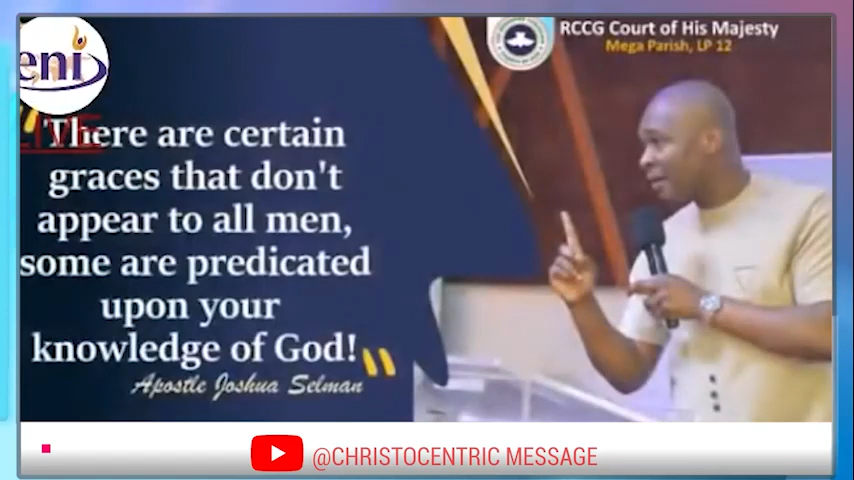 RCCG Court of His Majesty
Mega Parish, LP 12
eni
LIVE
"There are certain
graces that don't
appear to all men,
some are predicated
upon your
knowledge of God!"
Apostle Joshua Selman
@CHRISTOCENTRIC MESSAGE